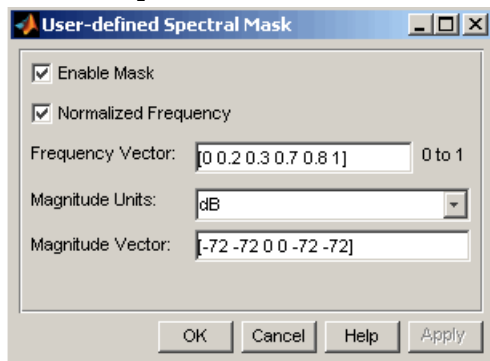 User-defined Spectral Mask
Enable Mask
Normalized Frequency
Frequency Vector: [0 0.2 0.3 0.7 0.8 1] 0 to 1
Magnitude Units: dB
Magnitude Vector: [-72 -72 0 0 -72 -72]
OK Cancel Help Apply